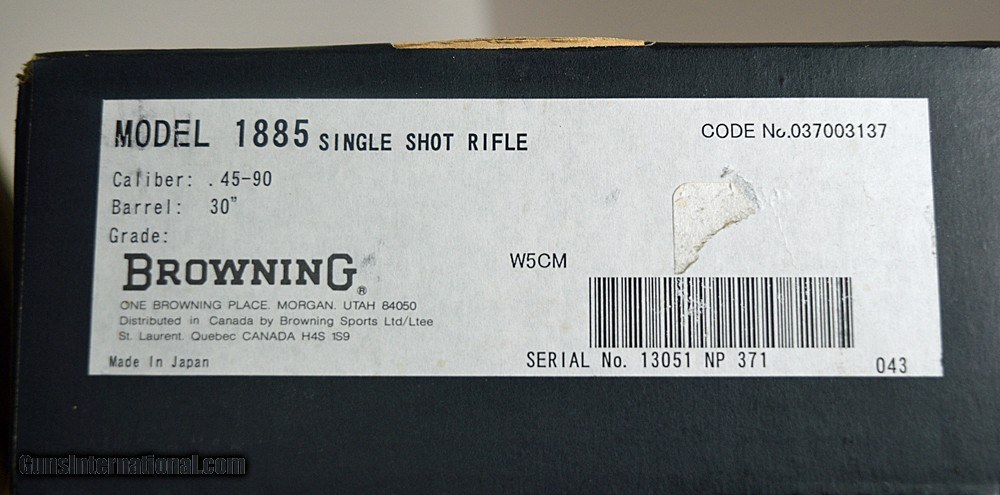 MODEL 1885 SINGLE SHOT RIFLE
CODE No.037003137
Caliber: .45-90
Barrel: 30"
Grade:
BROWNING®
W5CM
ONE BROWNING PLACE. MORGAN. UTAH 84050
Distributed in Canada by Browning Sports Ltd/Ltee
St. Laurent. Quebec CANADA H4S 1S9
Made In Japan
SERIAL No. 13051 NP 371
043
GunsInternational.com